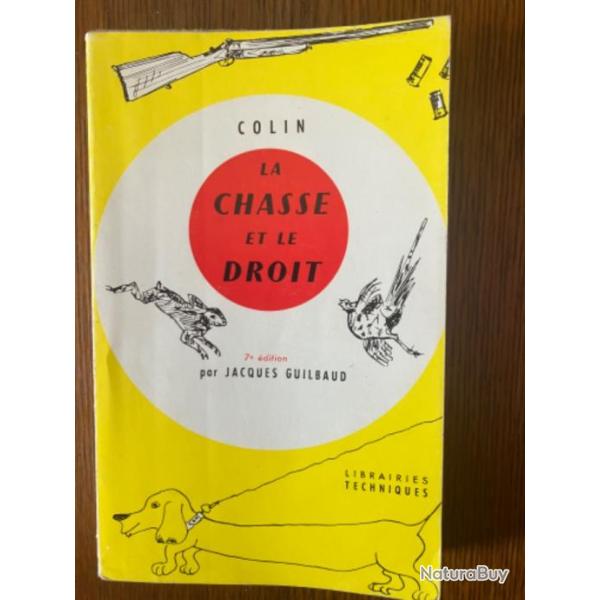 COLIN
LA
CHASSE
ET LE
DROIT
7e édition
par JACQUES GUILBAUD
LIBRAIRIES
TECHNIQUES
NaturaBuy